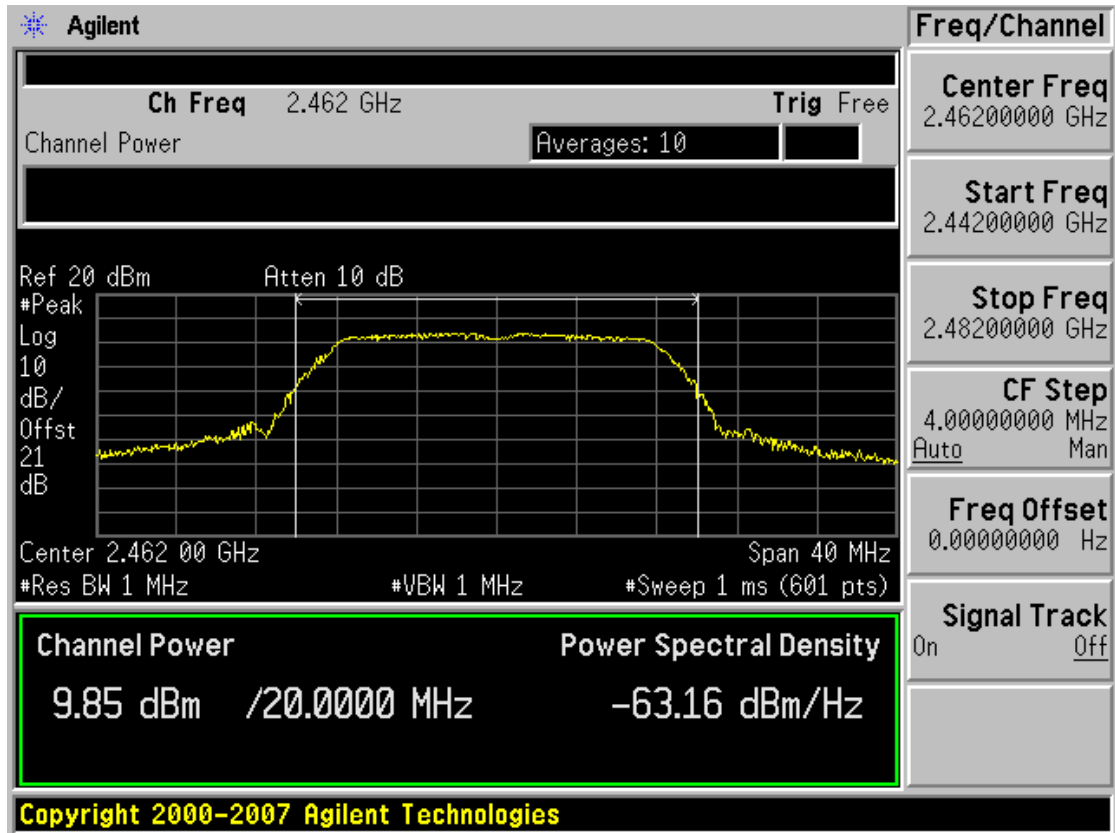 Agilent
Freq/Channel
Ch Freq 2.462 GHz Trig Free
Channel Power Averages: 10
Ref 20 dBm Atten 10 dB
#Peak
Log
10
dB/
Offst
21
dB
Center 2.462 00 GHz Span 40 MHz
#Res BW 1 MHz #VBW 1 MHz #Sweep 1 ms (601 pts)
Channel Power Power Spectral Density
9.85 dBm /20.0000 MHz -63.16 dBm/Hz
Center Freq
2.46200000 GHz
Start Freq
2.44200000 GHz
Stop Freq
2.48200000 GHz
CF Step
4.00000000 MHz
Auto Man
Freq Offset
0.00000000 Hz
Signal Track
On Off
Copyright 2000-2007 Agilent Technologies